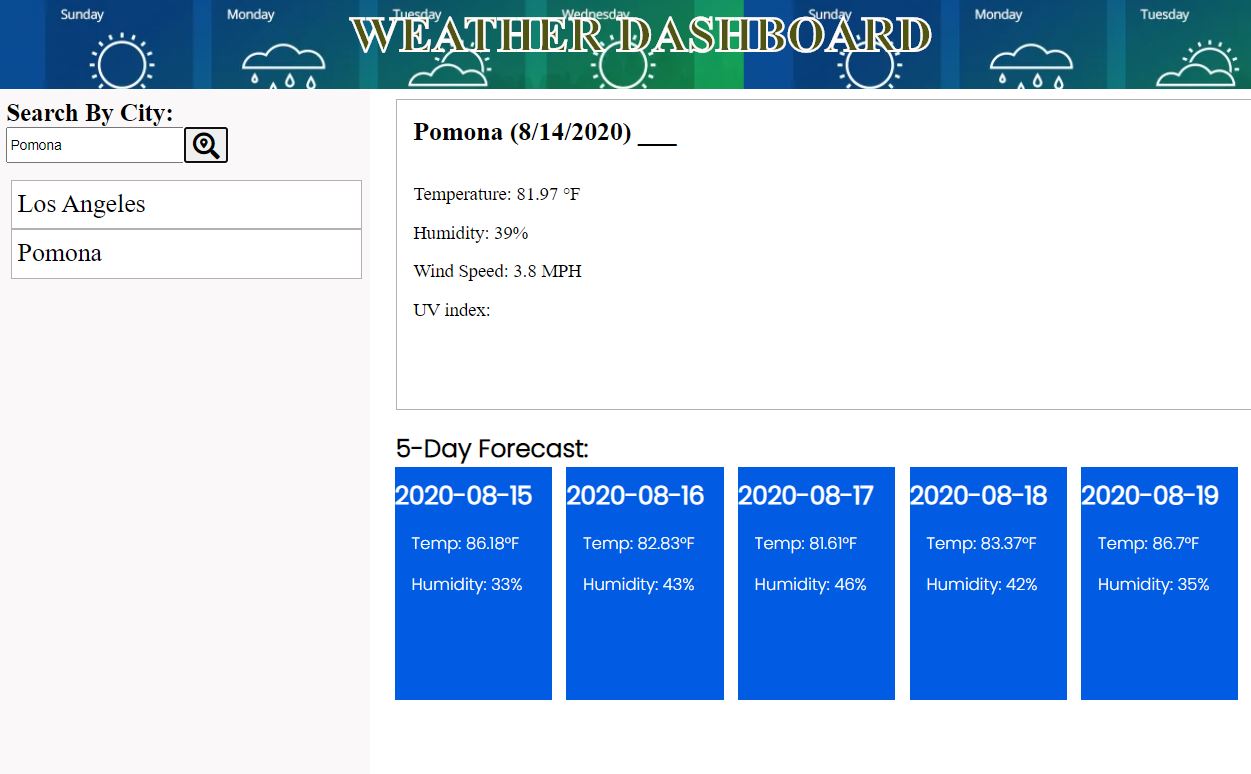 Sunday Monday Tuesday Wednesday Sunday Monday Tuesday
WEATHER DASHBOARD
Search By City:
Pomona
Los Angeles
Pomona
Pomona (8/14/2020) ___
Temperature: 81.97 °F
Humidity: 39%
Wind Speed: 3.8 MPH
UV index:
5-Day Forecast:
2020-08-15 2020-08-16 2020-08-17 2020-08-18 2020-08-19
Temp: 86.18°F Temp: 82.83°F Temp: 81.61°F Temp: 83.37°F Temp: 86.7°F
Humidity: 33% Humidity: 43% Humidity: 46% Humidity: 42% Humidity: 35%